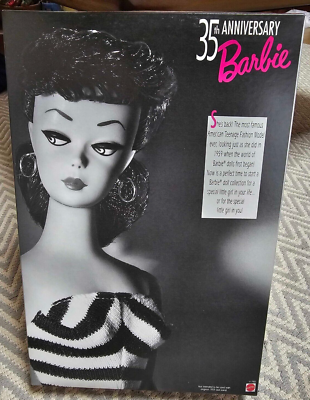 35th ANNIVERSARY
Barbie
She's back! The most famous
American Teenage Fashion Model
ever, looking just as she did in
1959 when the world of
Barbie® dolls first began!
Now is a perfect time to start a
Barbie® doll collection for a
special little girl in your life,
or for the special
little girl in you!